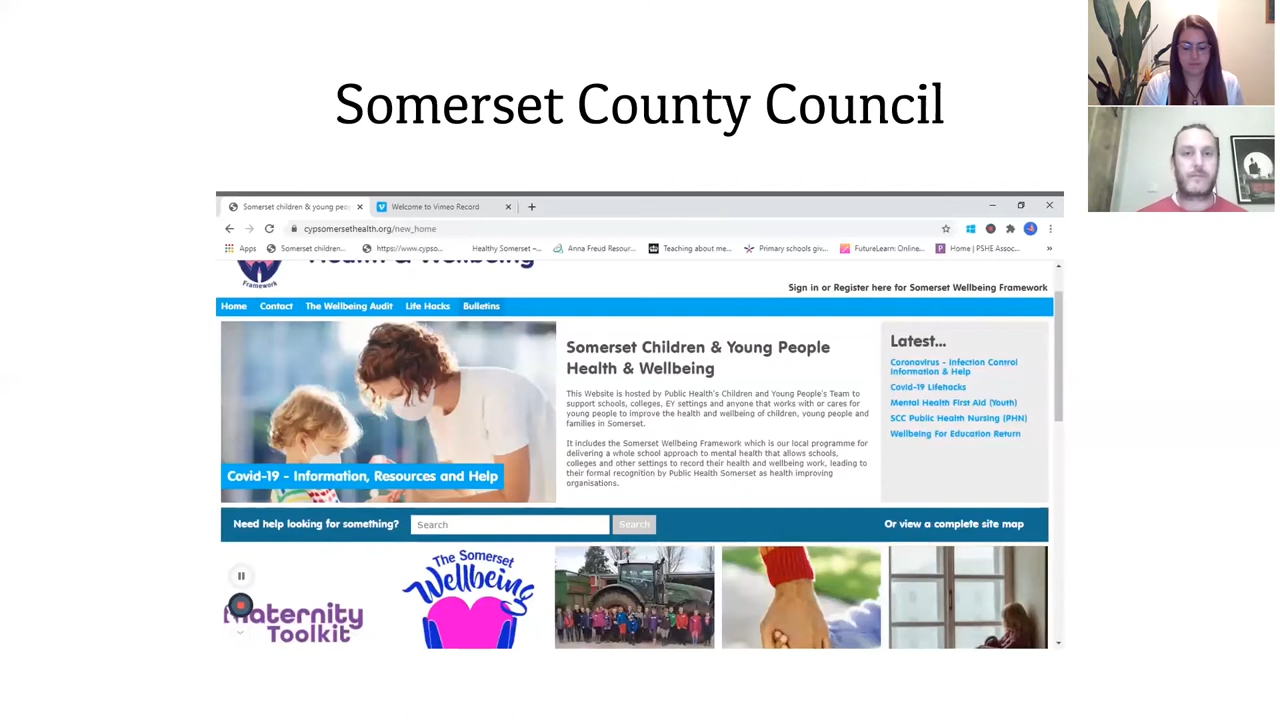 Somerset County Council
Somerset children & young peo
Welcome to Vimeo Record
cypsomersethealth.org/new_home
Apps
Somerset children...
https://www.cypso...
Healthy Somerset –...
Anna Freud Resour...
Teaching about me...
Primary schools giv...
FutureLearn: Online...
Home | PSHE Assoc...
»
Health & Wellbeing
Framework
Sign in or Register here for Somerset Wellbeing Framework
Home
Contact
The Wellbeing Audit
Life Hacks
Bulletins
Covid-19 - Information, Resources and Help
Somerset Children & Young People
Health & Wellbeing
This Website is hosted by Public Health's Children and Young People's Team to
support schools, colleges, EY settings and anyone that works with or cares for
young people to improve the health and wellbeing of children, young people and
families in Somerset.
It includes the Somerset Wellbeing Framework which is our local programme for
delivering a whole school approach to mental health that allows schools,
colleges and other settings to record their health and wellbeing work, leading to
their formal recognition by Public Health Somerset as health improving
organisations.
Latest...
Coronavirus - Infection Control
Information & Help
Covid-19 Lifehacks
Mental Health First Aid (Youth)
SCC Public Health Nursing (PHN)
Wellbeing For Education Return
Need help looking for something?
Search
Search
Or view a complete site map
Maternity
Toolkit
The Somerset
Wellbeing